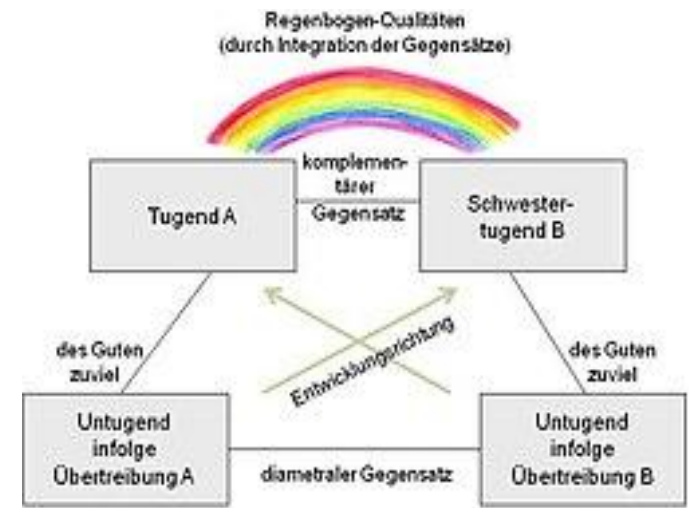 Regenbogen-Qualitäten
(durch Integration der Gegensätze)
komplemen-
tärer
Gegensatz
Tugend A
Schwester-
tugend B
des Guten
zuviel
Entwicklungsrichtung
des Guten
zuviel
Untugend
infolge
Übertreibung A
diametraler Gegensatz
Untugend
infolge
Übertreibung B